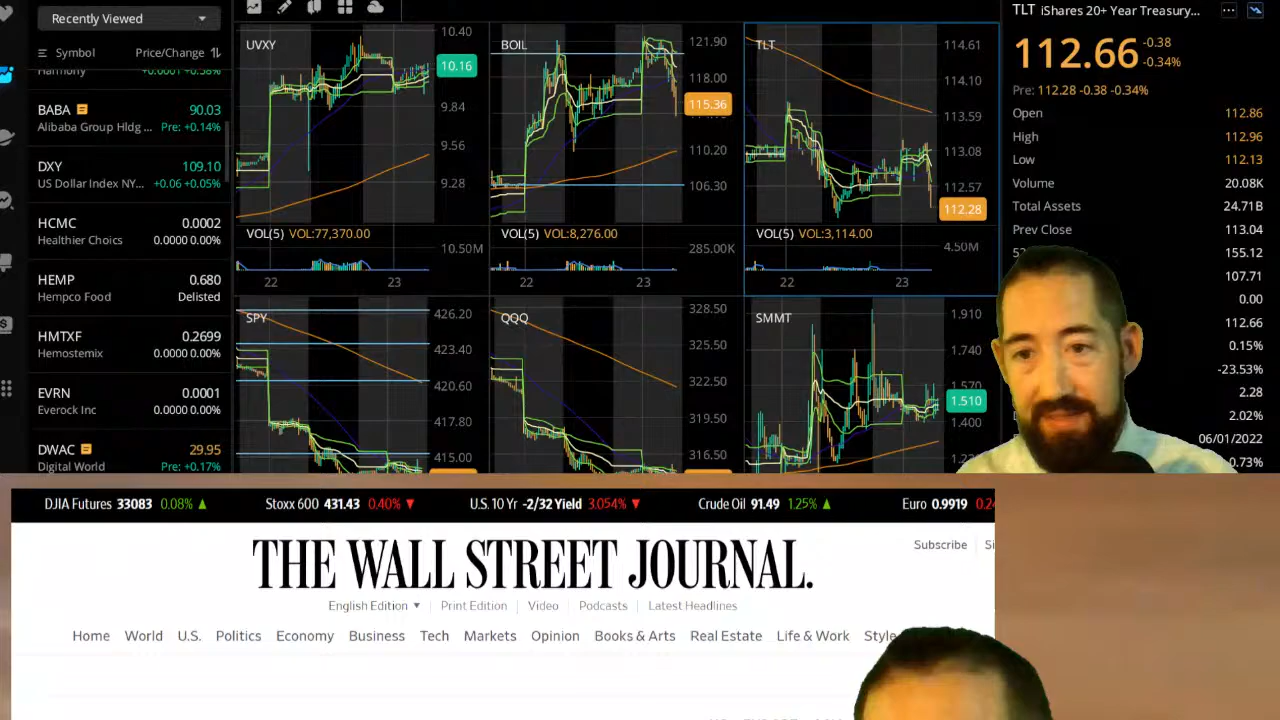 Recently Viewed
Symbol Price/Change
Harmony +0.0001 +0.58%
BABA 90.03
Alibaba Group Hldg ... Pre: +0.14%
DXY 109.10
US Dollar Index NY... +0.06 +0.05%
HCMC 0.0002
Healthier Choics 0.0000 0.00%
HEMP 0.680
Hempco Food Delisted
HMTXF 0.2699
Hemostemix 0.0000 0.00%
EVRN 0.0001
Everock Inc 0.0000 0.00%
DWAC 29.95
Digital World Pre: +0.17%
UVXY
10.40
10.16
9.84
9.56
9.28
VOL(5) VOL:77,370.00
10.50M
22 23
BOIL
121.90
118.00
115.36
110.20
106.30
VOL(5) VOL:8,276.00
285.00K
22 23
TLT
114.61
114.10
113.59
113.08
112.57
112.28
VOL(5) VOL:3,114.00
4.50M
22 23
SPY
426.20
423.40
420.60
417.80
415.00
QQQ
328.50
325.50
322.50
319.50
316.50
SMMT
1.910
1.740
1.570
1.510
1.400
TLT iShares 20+ Year Treasury...
112.66 -0.38
-0.34%
Pre: 112.28 -0.38 -0.34%
Open 112.86
High 112.96
Low 112.13
Volume 20.08K
Total Assets 24.71B
Prev Close 113.04
155.12
107.71
0.00
112.66
0.15%
-23.53%
2.28
2.02%
06/01/2022
0.73%
DJIA Futures 33083 0.08% Stoxx 600 431.43 0.40% U.S. 10 Yr -2/32 Yield 3.054% Crude Oil 91.49 1.25% Euro 0.9919
Subscribe
THE WALL STREET JOURNAL.
English Edition Print Edition Video Podcasts Latest Headlines
Home World U.S. Politics Economy Business Tech Markets Opinion Books & Arts Real Estate Life & Work Style